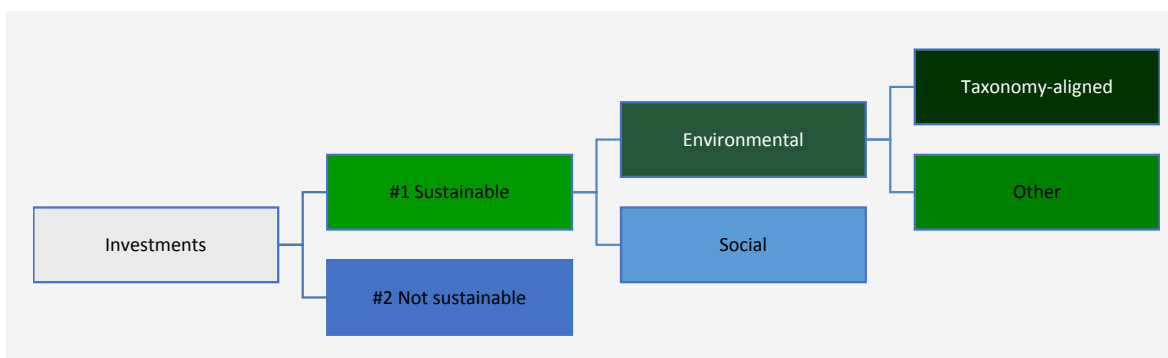 Taxonomy-aligned
Environmental
#1 Sustainable
Other
Investments
Social
#2 Not sustainable